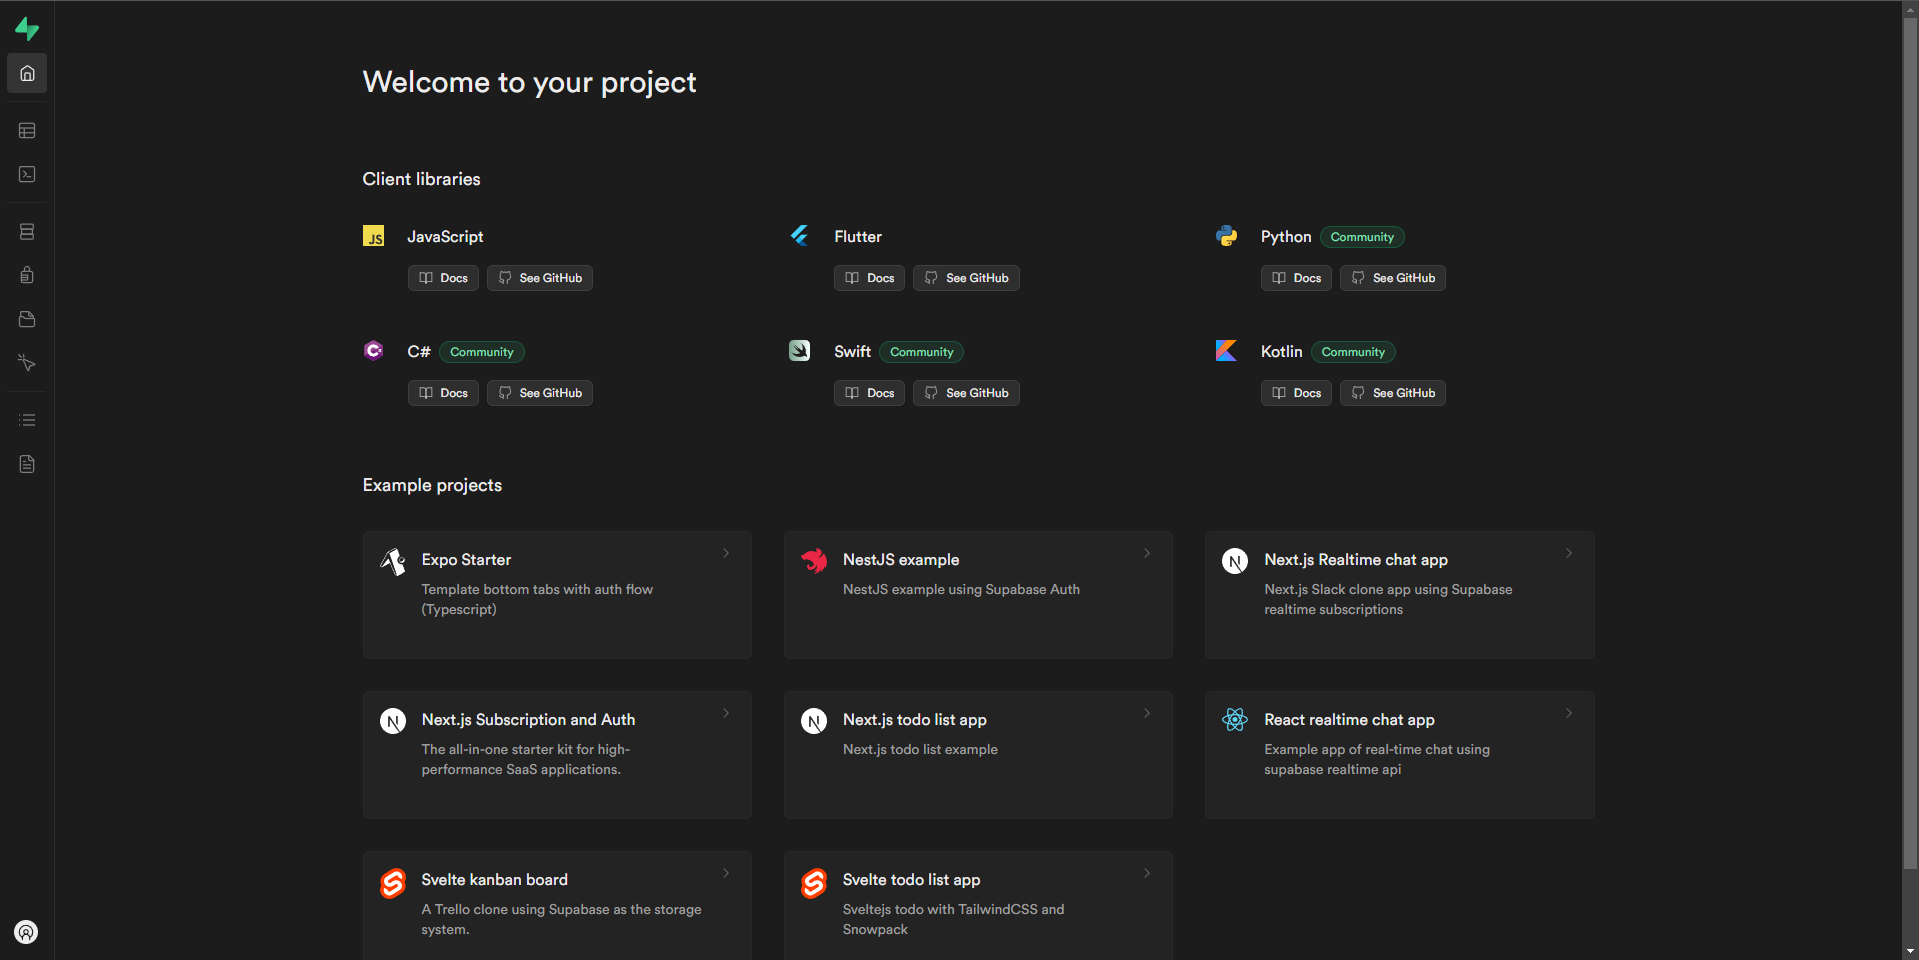 Welcome to your project
Client libraries
JS JavaScript
Docs See GitHub
Flutter
Docs See GitHub
Python Community
Docs See GitHub
C# Community
Docs See GitHub
Swift Community
Docs See GitHub
Kotlin Community
Docs See GitHub
Example projects
Expo Starter
Template bottom tabs with auth flow
(Typescript)
NestJS example
NestJS example using Supabase Auth
N Next.js Realtime chat app
Next.js Slack clone app using Supabase
realtime subscriptions
N Next.js Subscription and Auth
The all-in-one starter kit for high-
performance SaaS applications.
N Next.js todo list app
Next.js todo list example
React realtime chat app
Example app of real-time chat using
supabase realtime api
Svelte kanban board
A Trello clone using Supabase as the storage
system.
Svelte todo list app
Sveltejs todo with TailwindCSS and
Snowpack